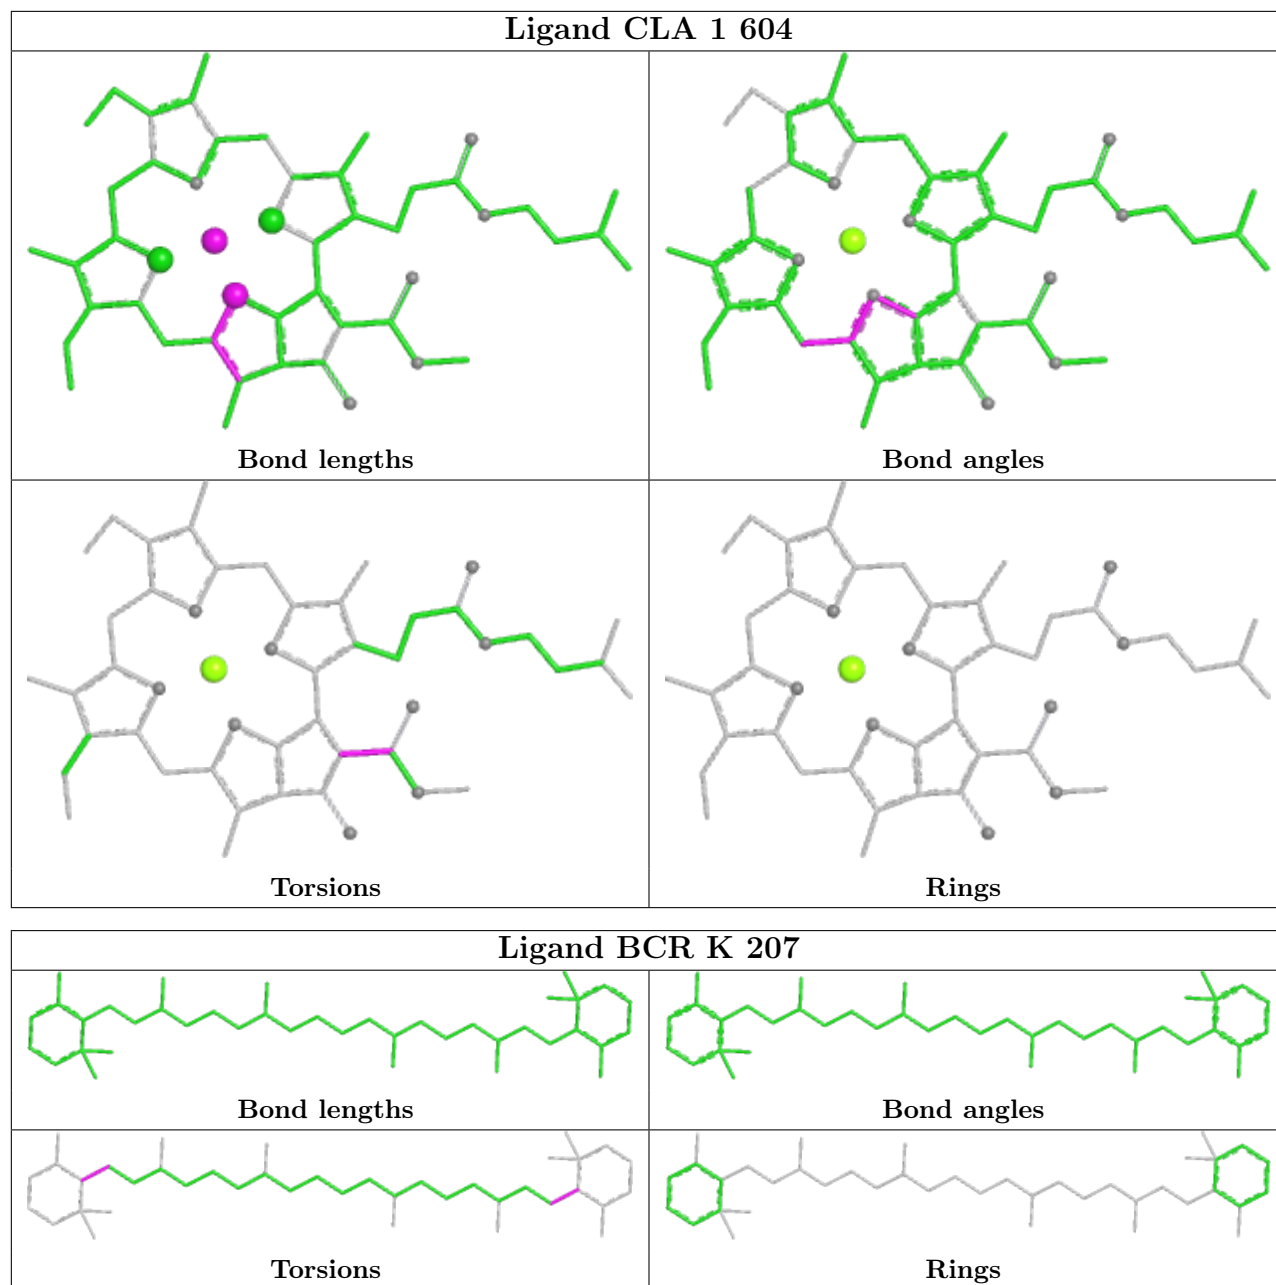 Ligand CLA 1 604
Bond lengths
Bond angles
Torsions
Rings
Ligand BCR K 207
Bond lengths
Bond angles
Torsions
Rings